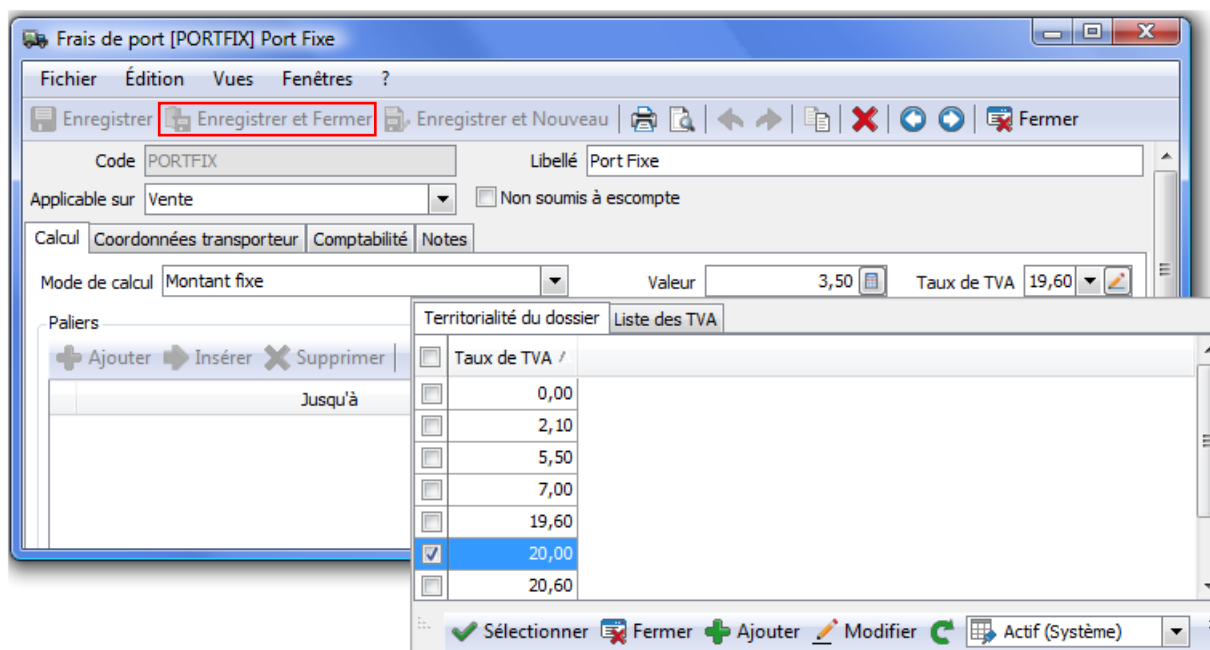 Frais de port [PORTFIX] Port Fixe
Fichier Édition Vues Fenêtres ?
Enregistrer Enregistrer et Fermer Enregistrer et Nouveau Fermer
Code PORTFIX Libellé Port Fixe
Applicable sur Vente Non soumis à escompte
Calcul Coordonnées transporteur Comptabilité Notes
Mode de calcul Montant fixe Valeur 3,50 Taux de TVA 19,60
Paliers Territorialité du dossier Liste des TVA
Ajouter Insérer Supprimer Taux de TVA
Jusqu'à 0,00
2,10
5,50
7,00
19,60
20,00
20,60
Sélectionner Fermer Ajouter Modifier Actif (Système)